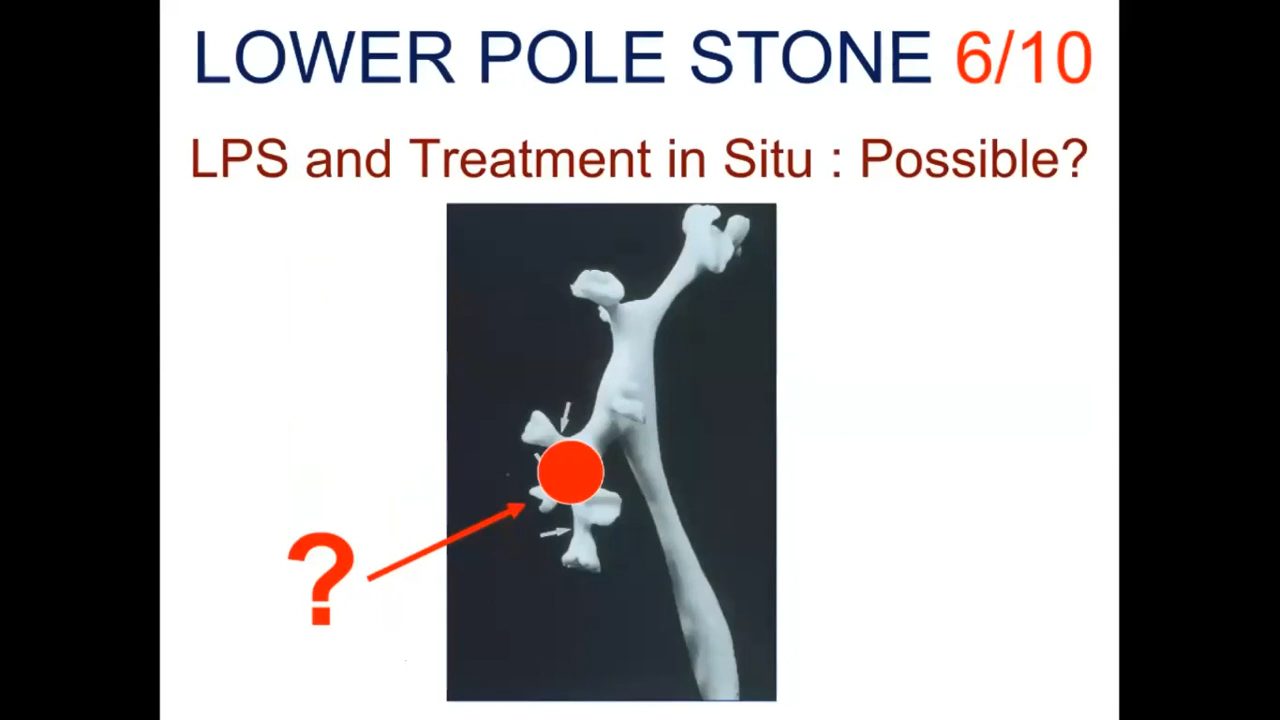 LOWER POLE STONE 6/10
LPS and Treatment in Situ : Possible?
?